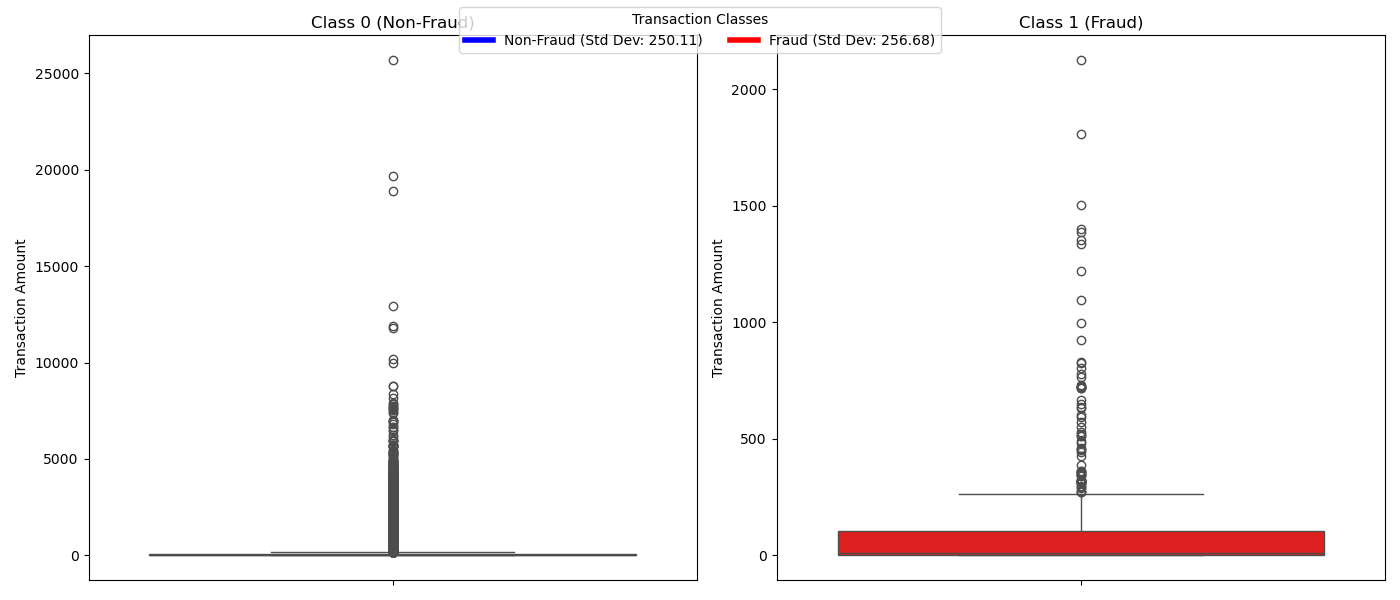 Transaction Classes
Non-Fraud (Std Dev: 250.11) Fraud (Std Dev: 256.68)
Class 0 (Non-Fraud)
Transaction Amount
25000
20000
15000
10000
5000
0
Class 1 (Fraud)
Transaction Amount
2000
1500
1000
500
0